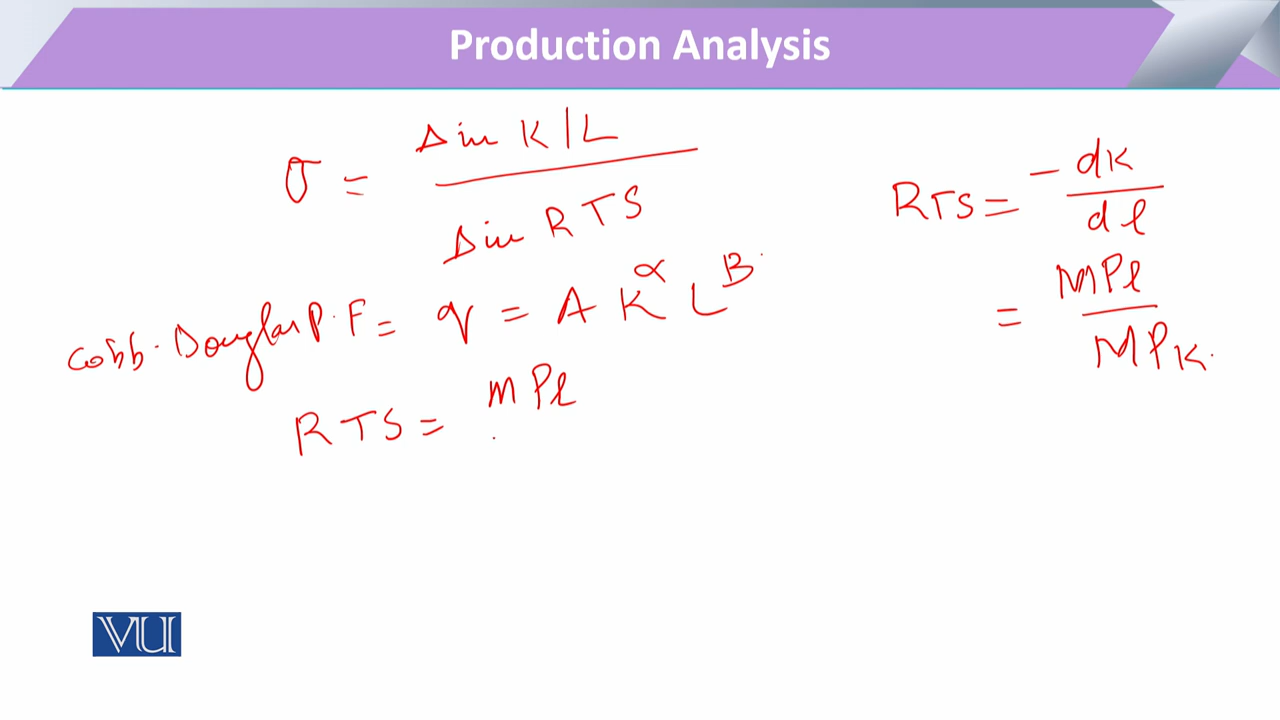 Production Analysis
σ = Δ in K/L
Δ in RTS
RTS = - dK
dl
= MPl
MPK.
Cobb-Douglas P.F = q = A K^α L^B
RTS = MPl
VU